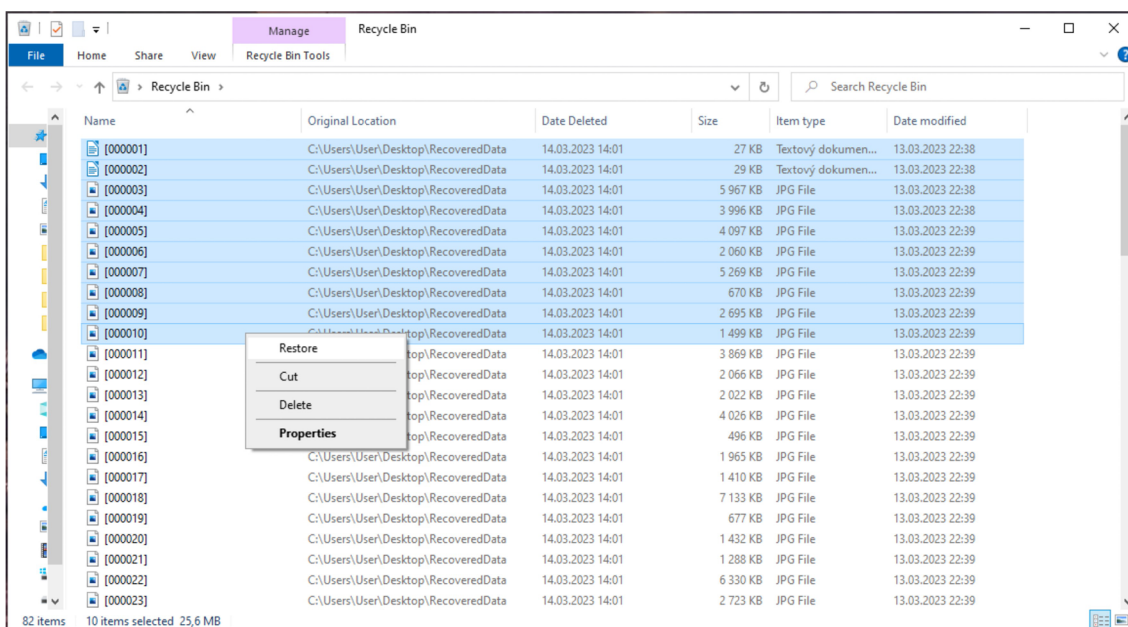 Manage Recycle Bin
File Home Share View Recycle Bin Tools
Recycle Bin Search Recycle Bin
Name Original Location Date Deleted Size Item type Date modified
[000001] C:\Users\User\Desktop\RecoveredData 14.03.2023 14:01 27 KB Textový dokumen... 13.03.2023 22:38
[000002] C:\Users\User\Desktop\RecoveredData 14.03.2023 14:01 29 KB Textový dokumen... 13.03.2023 22:38
[000003] C:\Users\User\Desktop\RecoveredData 14.03.2023 14:01 5 967 KB JPG File 13.03.2023 22:38
[000004] C:\Users\User\Desktop\RecoveredData 14.03.2023 14:01 3 996 KB JPG File 13.03.2023 22:38
[000005] C:\Users\User\Desktop\RecoveredData 14.03.2023 14:01 4 097 KB JPG File 13.03.2023 22:39
[000006] C:\Users\User\Desktop\RecoveredData 14.03.2023 14:01 2 060 KB JPG File 13.03.2023 22:39
[000007] C:\Users\User\Desktop\RecoveredData 14.03.2023 14:01 5 269 KB JPG File 13.03.2023 22:39
[000008] C:\Users\User\Desktop\RecoveredData 14.03.2023 14:01 670 KB JPG File 13.03.2023 22:39
[000009] C:\Users\User\Desktop\RecoveredData 14.03.2023 14:01 2 695 KB JPG File 13.03.2023 22:39
[000010] top\RecoveredData 14.03.2023 14:01 1 499 KB JPG File 13.03.2023 22:39
[000011] Restore top\RecoveredData 14.03.2023 14:01 3 869 KB JPG File 13.03.2023 22:39
[000012] Cut top\RecoveredData 14.03.2023 14:01 2 066 KB JPG File 13.03.2023 22:39
[000013] top\RecoveredData 14.03.2023 14:01 2 022 KB JPG File 13.03.2023 22:39
[000014] Delete top\RecoveredData 14.03.2023 14:01 4 026 KB JPG File 13.03.2023 22:39
[000015] Properties top\RecoveredData 14.03.2023 14:01 496 KB JPG File 13.03.2023 22:39
[000016] C:\Users\User\Desktop\RecoveredData 14.03.2023 14:01 1 965 KB JPG File 13.03.2023 22:39
[000017] C:\Users\User\Desktop\RecoveredData 14.03.2023 14:01 1 410 KB JPG File 13.03.2023 22:39
[000018] C:\Users\User\Desktop\RecoveredData 14.03.2023 14:01 7 133 KB JPG File 13.03.2023 22:39
[000019] C:\Users\User\Desktop\RecoveredData 14.03.2023 14:01 677 KB JPG File 13.03.2023 22:39
[000020] C:\Users\User\Desktop\RecoveredData 14.03.2023 14:01 1 432 KB JPG File 13.03.2023 22:39
[000021] C:\Users\User\Desktop\RecoveredData 14.03.2023 14:01 1 288 KB JPG File 13.03.2023 22:39
[000022] C:\Users\User\Desktop\RecoveredData 14.03.2023 14:01 6 330 KB JPG File 13.03.2023 22:39
[000023] C:\Users\User\Desktop\RecoveredData 14.03.2023 14:01 2 723 KB JPG File 13.03.2023 22:39
82 items 10 items selected 25,6 MB